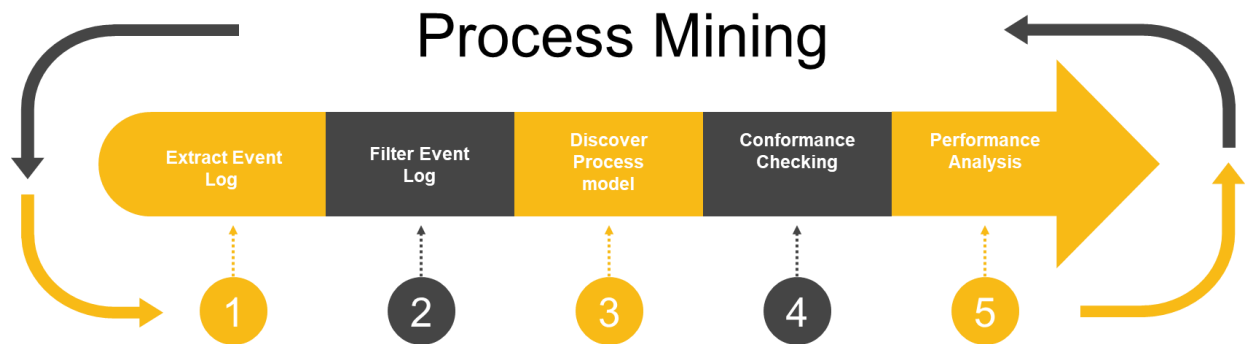 Process Mining
Extract Event
Log
Filter Event
Log
Discover
Process
model
Conformance
Checking
Performance
Analysis
1
2
3
4
5